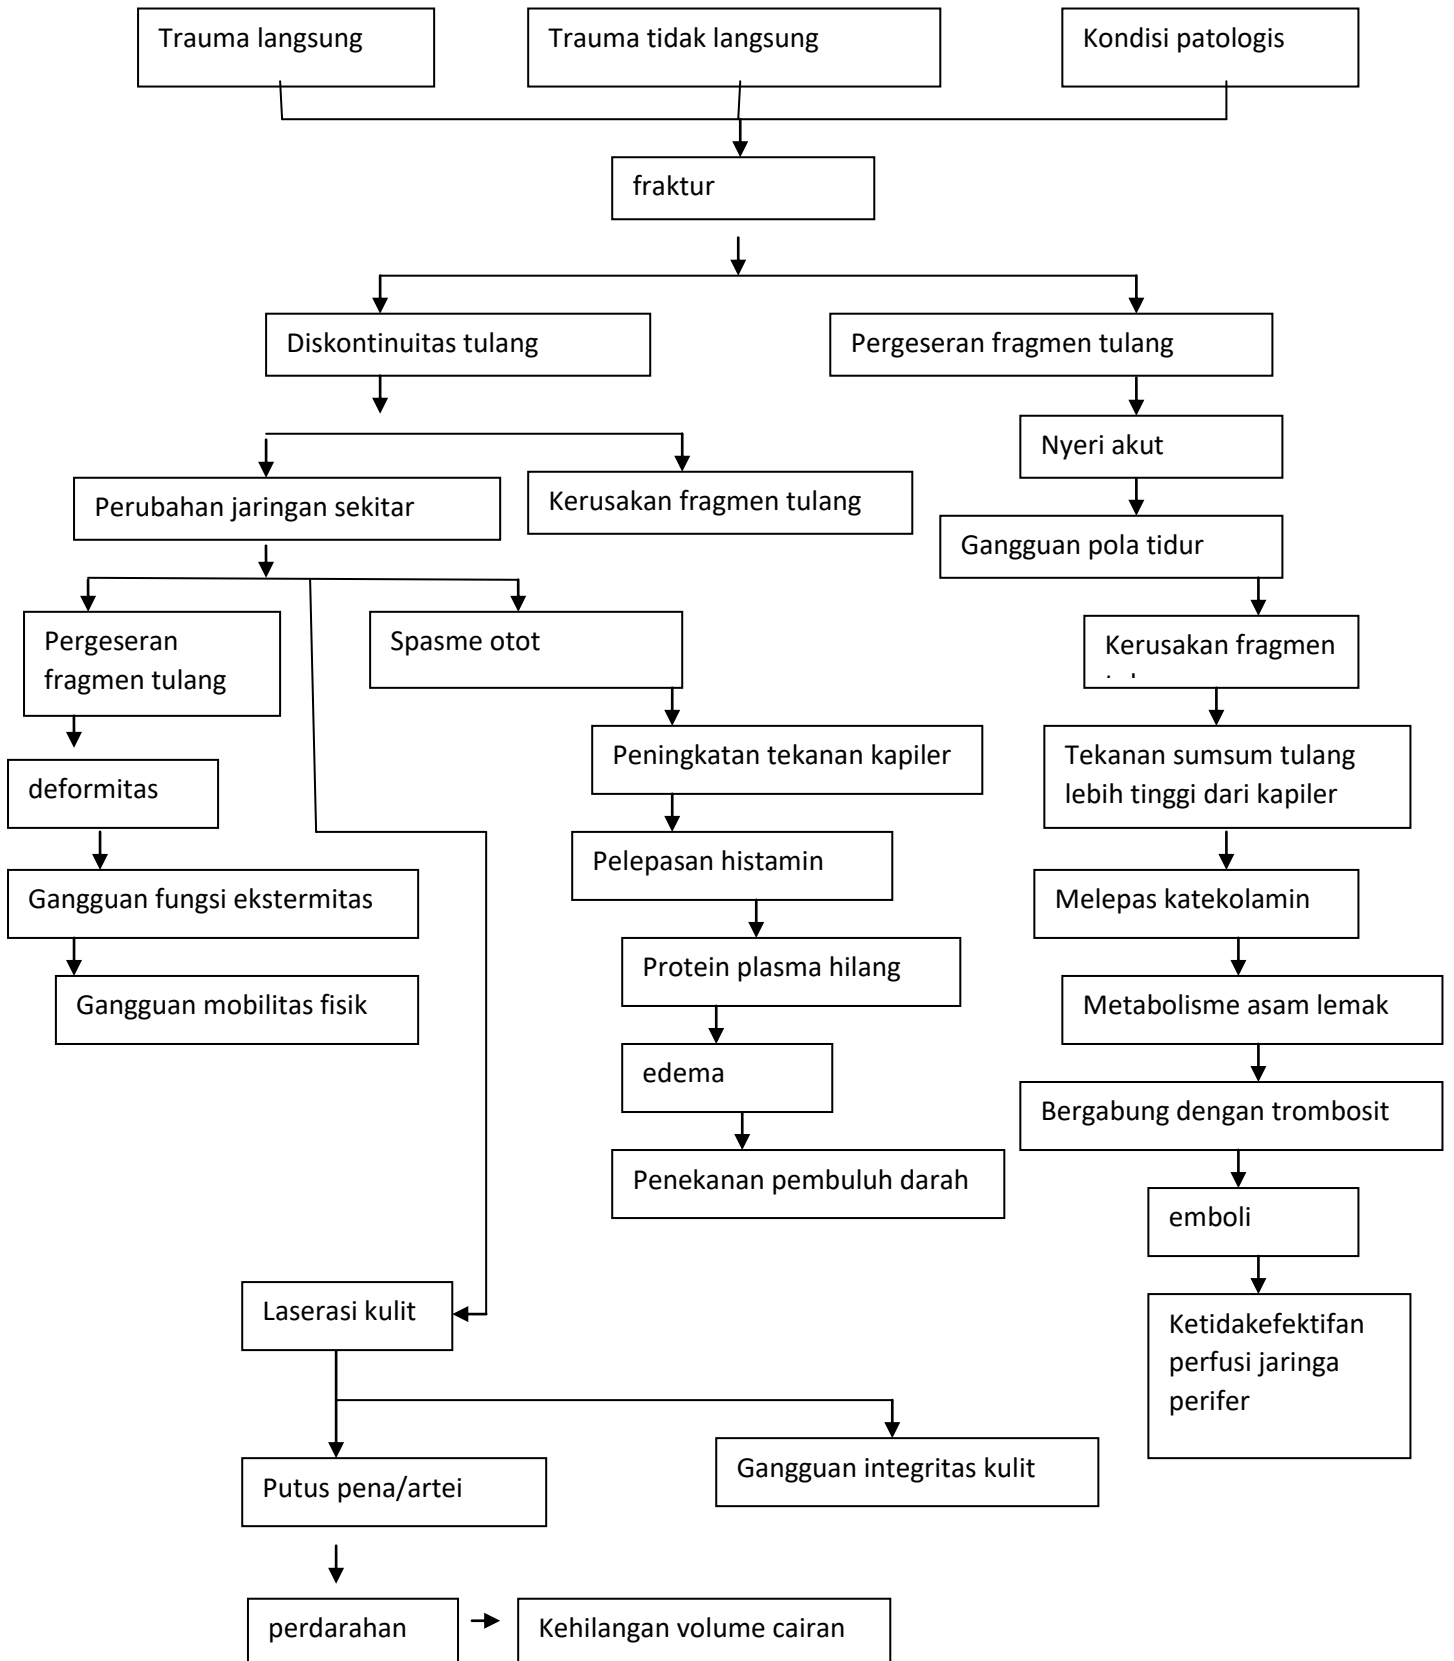 Trauma langsung
Trauma tidak langsung
Kondisi patologis
fraktur
Diskontinuitas tulang
Pergeseran fragmen tulang
Nyeri akut
Perubahan jaringan sekitar
Kerusakan fragmen tulang
Gangguan pola tidur
Pergeseran
fragmen tulang
Spasme otot
Kerusakan fragmen
Peningkatan tekanan kapiler
Tekanan sumsum tulang
lebih tinggi dari kapiler
deformitas
Pelepasan histamin
Gangguan fungsi ekstermitas
Melepas katekolamin
Protein plasma hilang
Gangguan mobilitas fisik
Metabolisme asam lemak
edema
Bergabung dengan trombosit
Penekanan pembuluh darah
emboli
Laserasi kulit
Ketidakefektifan
perfusi jaringa
perifer
Putus pena/artei
Gangguan integritas kulit
perdarahan
Kehilangan volume cairan